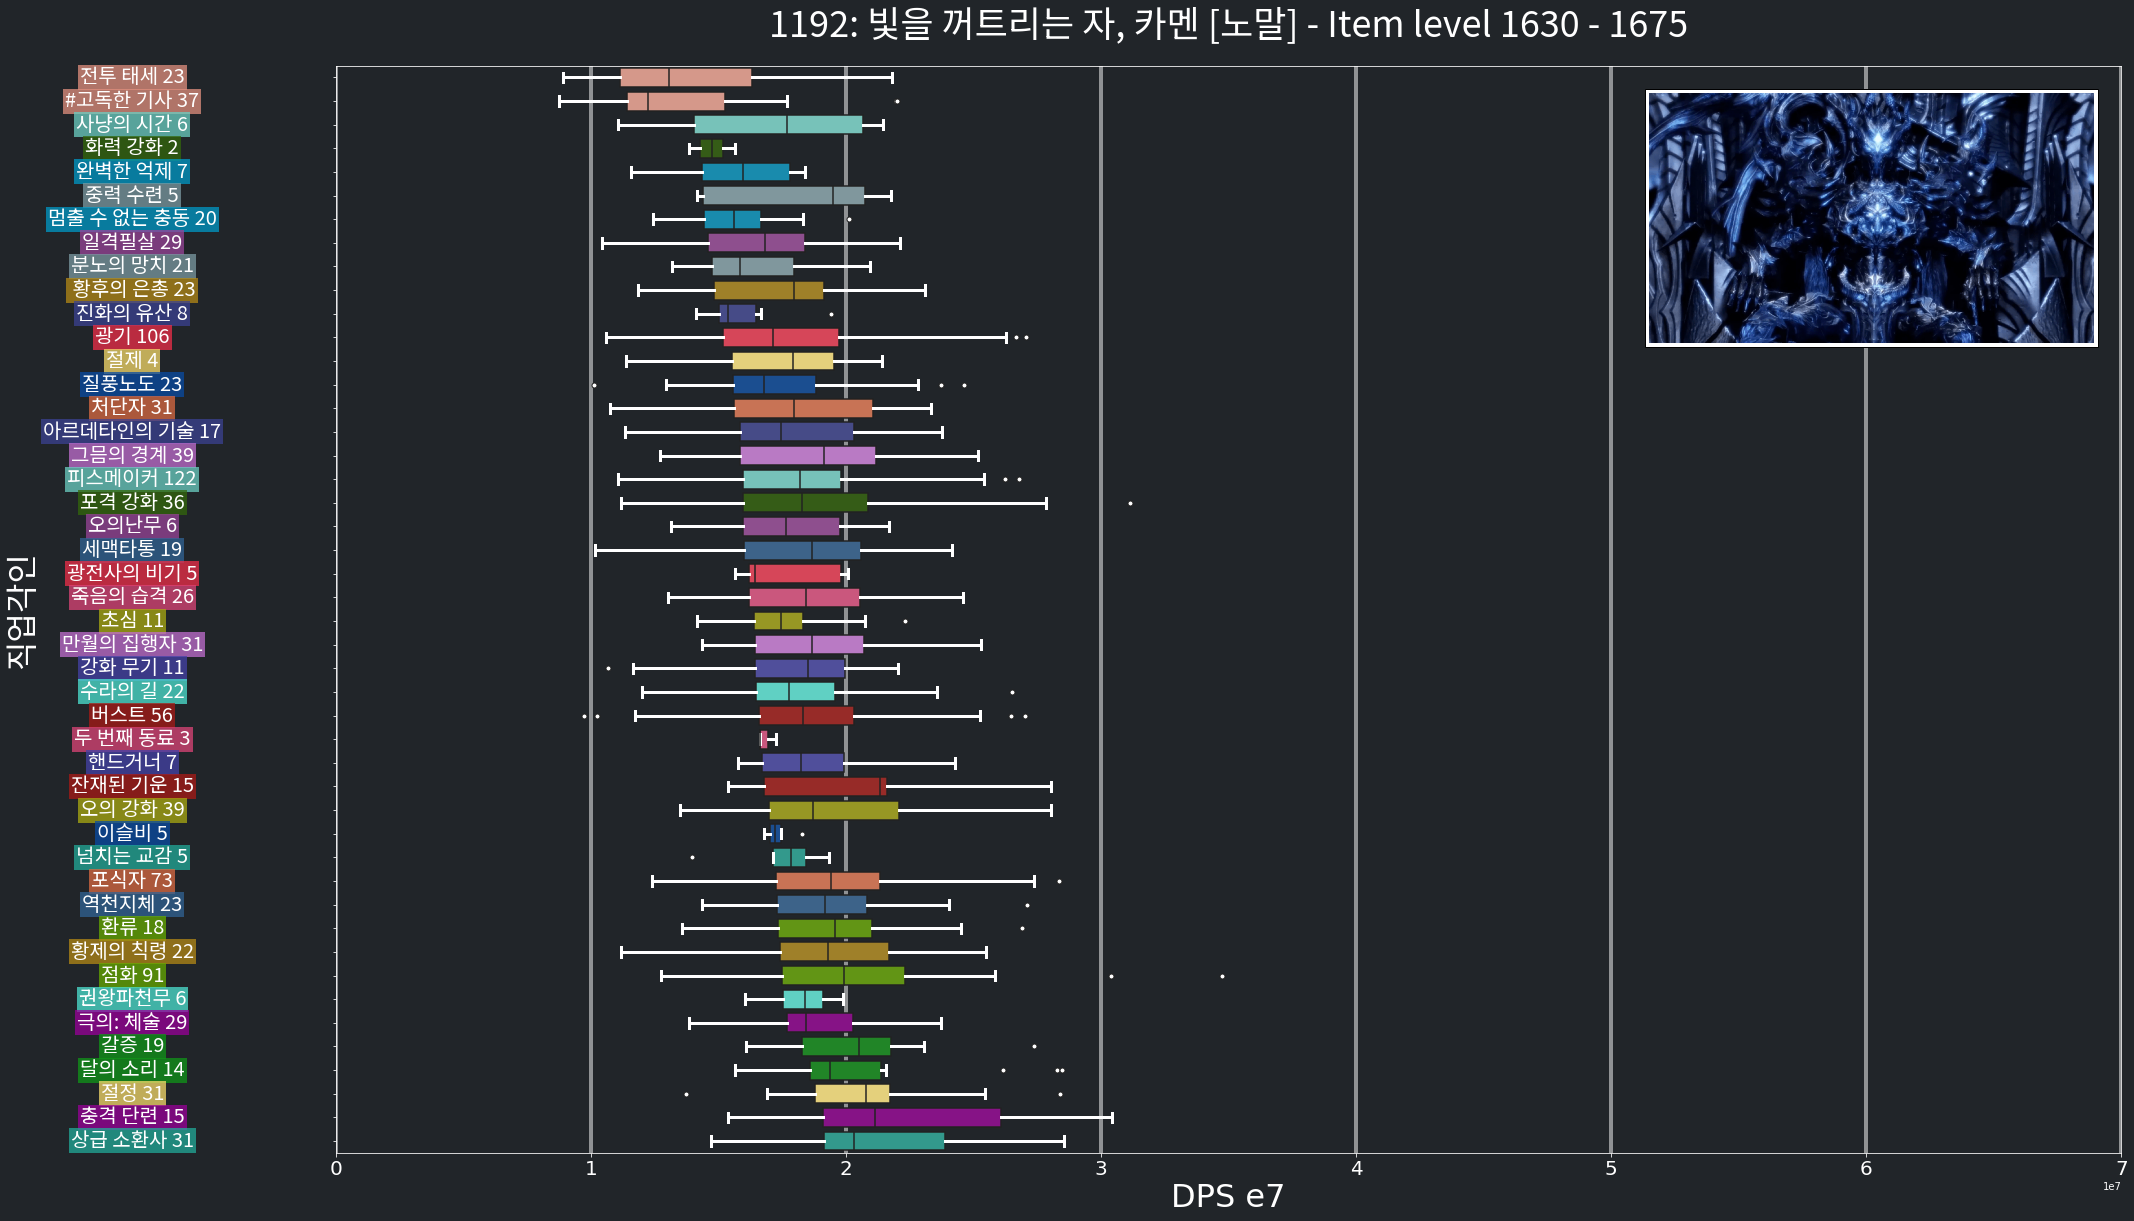 1192: 빛을 꺼트리는 자, 카멘 [노말] - Item level 1630 - 1675
직업각인
전투 태세 23
#고독한 기사 37
사냥의 시간 6
화력 강화 2
완벽한 억제 7
중력 수련 5
멈출 수 없는 충동 20
일격필살 29
분노의 망치 21
황후의 은총 23
진화의 유산 8
광기 106
절제 4
질풍노도 23
처단자 31
아르데타인의 기술 17
그믐의 경계 39
피스메이커 122
포격 강화 36
오의난무 6
세맥타통 19
광전사의 비기 5
죽음의 습격 26
초심 11
만월의 집행자 31
강화 무기 11
수라의 길 22
버스트 56
두 번째 동료 3
핸드거너 7
잔재된 기운 15
오의 강화 39
이슬비 5
넘치는 교감 5
포식자 73
역천지체 23
환류 18
황제의 칙령 22
점화 91
권왕파천무 6
극의: 체술 29
갈증 19
달의 소리 14
절정 31
충격 단련 15
상급 소환사 31
0 1 2 3 4 5 6 7
1e7
DPS e7